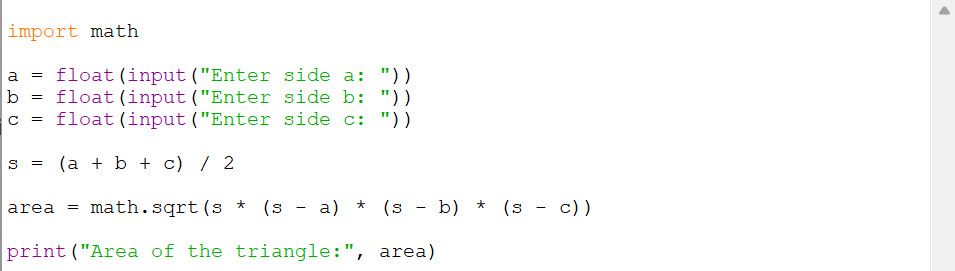 import math
a = float(input("Enter side a: "))
b = float(input("Enter side b: "))
c = float(input("Enter side c: "))
s = (a + b + c) / 2
area = math.sqrt(s * (s - a) * (s - b) * (s - c))
print("Area of the triangle:", area)